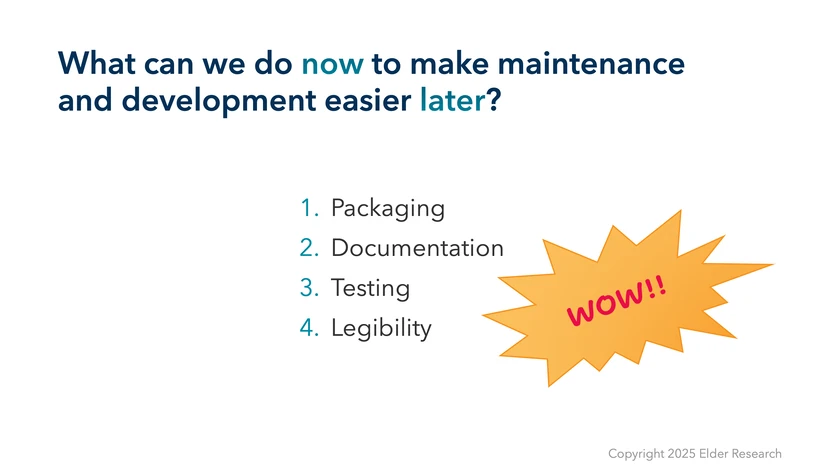 What can we do now to make maintenance
and development easier later?
1. Packaging
2. Documentation
3. Testing
4. Legibility
WOW!!
Copyright 2025 Elder Research